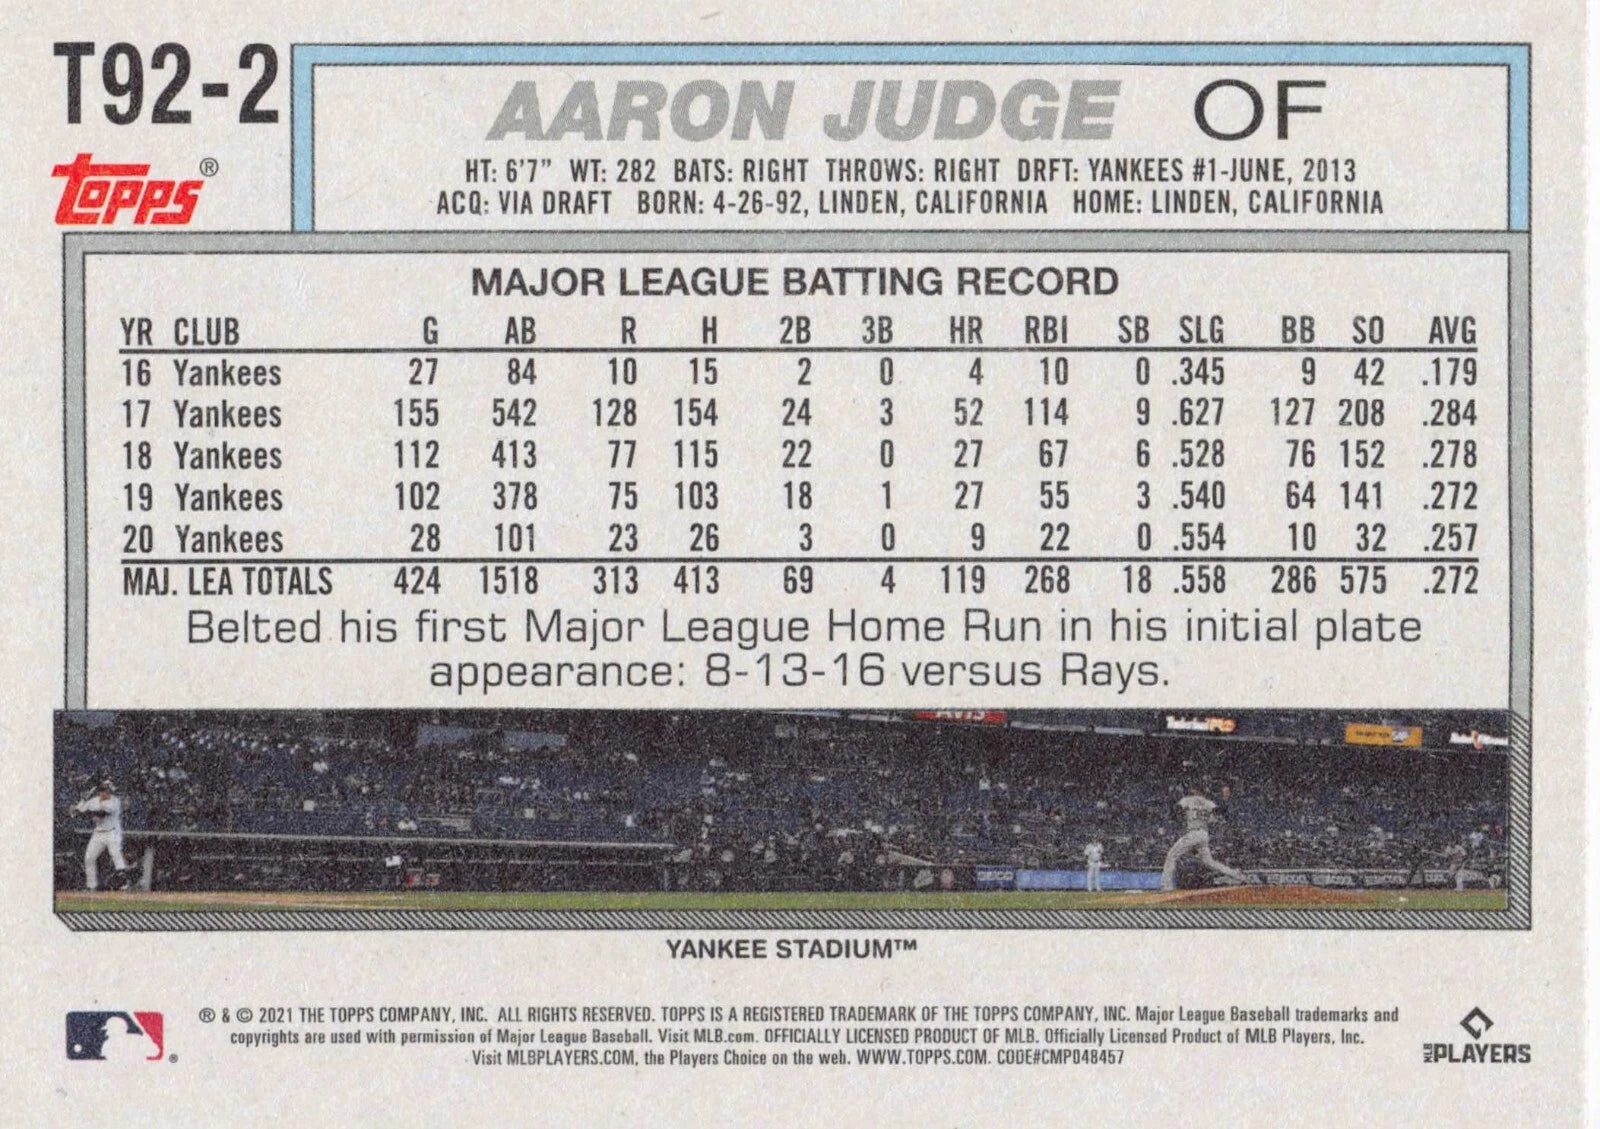 T92-2
Topps®
AARON JUDGE OF
HT: 6'7" WT: 282 BATS: RIGHT THROWS: RIGHT DRFT: YANKEES #1-JUNE, 2013
ACQ: VIA DRAFT BORN: 4-26-92, LINDEN, CALIFORNIA HOME: LINDEN, CALIFORNIA
MAJOR LEAGUE BATTING RECORD
YR CLUB G AB R H 2B 3B HR RBI SB SLG BB SO AVG
16 Yankees 27 84 10 15 2 0 4 10 0 .345 9 42 .179
17 Yankees 155 542 128 154 24 3 52 114 9 .627 127 208 .284
18 Yankees 112 413 77 115 22 0 27 67 6 .528 76 152 .278
19 Yankees 102 378 75 103 18 1 27 55 3 .540 64 141 .272
20 Yankees 28 101 23 26 3 0 9 22 0 .554 10 32 .257
MAJ. LEA TOTALS 424 1518 313 413 69 4 119 268 18 .558 286 575 .272
Belted his first Major League Home Run in his initial plate
appearance: 8-13-16 versus Rays.
YANKEE STADIUM™
® & © 2021 THE TOPPS COMPANY, INC. ALL RIGHTS RESERVED. TOPPS IS A REGISTERED TRADEMARK OF THE TOPPS COMPANY, INC. Major League Baseball trademarks and
copyrights are used with permission of Major League Baseball. Visit MLB.com. OFFICIALLY LICENSED PRODUCT OF MLB. Officially Licensed Product of MLB Players, Inc.
Visit MLBPLAYERS.COM, the Players Choice on the web. WWW.TOPPS.COM. CODE#CMP048457
MLB PLAYERS